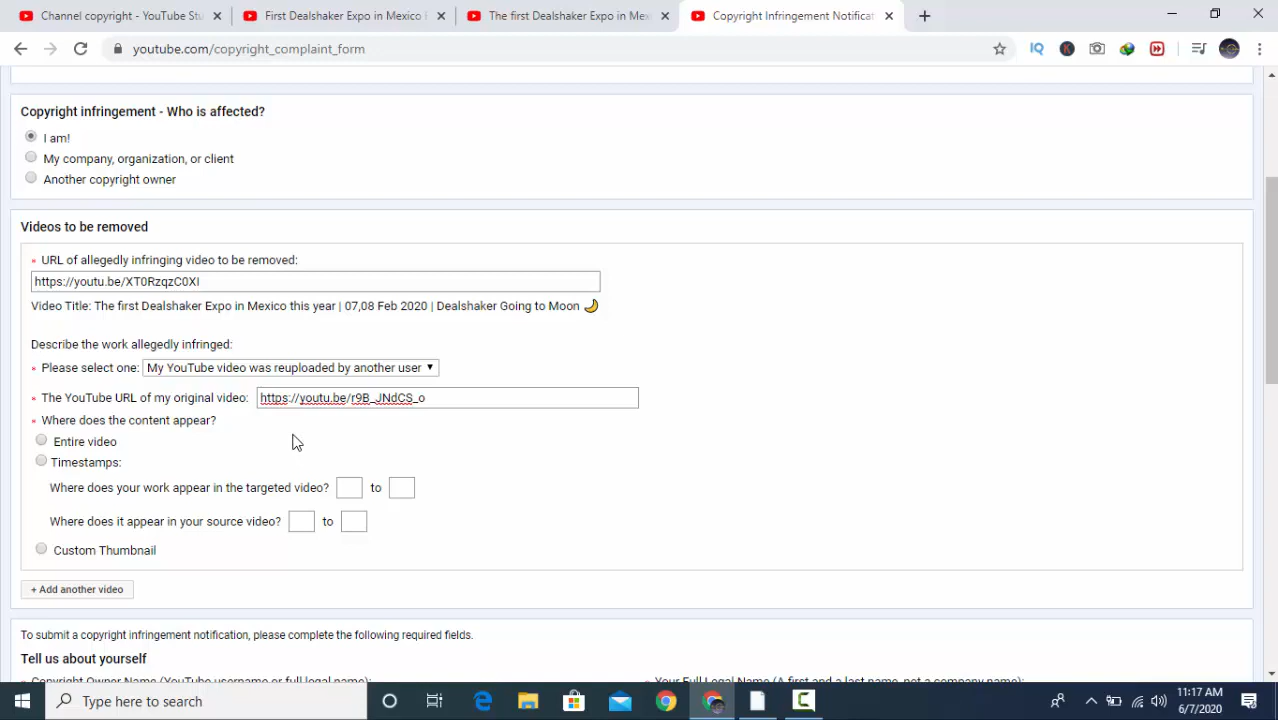 Channel copyright - YouTube Stu
First Dealshaker Expo in Mexico
The first Dealshaker Expo in Mex
Copyright Infringement Notificat
youtube.com/copyright_complaint_form
Copyright infringement - Who is affected?
I am!
My company, organization, or client
Another copyright owner
Videos to be removed
* URL of allegedly infringing video to be removed:
https://youtu.be/XT0RzqzC0XI
Video Title: The first Dealshaker Expo in Mexico this year | 07,08 Feb 2020 | Dealshaker Going to Moon 🌙
Describe the work allegedly infringed:
* Please select one: My YouTube video was reuploaded by another user
* The YouTube URL of my original video: https://youtu.be/r9B_JNdCS_o
* Where does the content appear?
Entire video
Timestamps:
Where does your work appear in the targeted video? to
Where does it appear in your source video? to
Custom Thumbnail
+ Add another video
To submit a copyright infringement notification, please complete the following required fields.
Tell us about yourself
Copyright Owner Name (YouTube username or full legal name):
Your Full Legal Name (A first and a last name, not a company name):
Type here to search
11:17 AM
6/7/2020